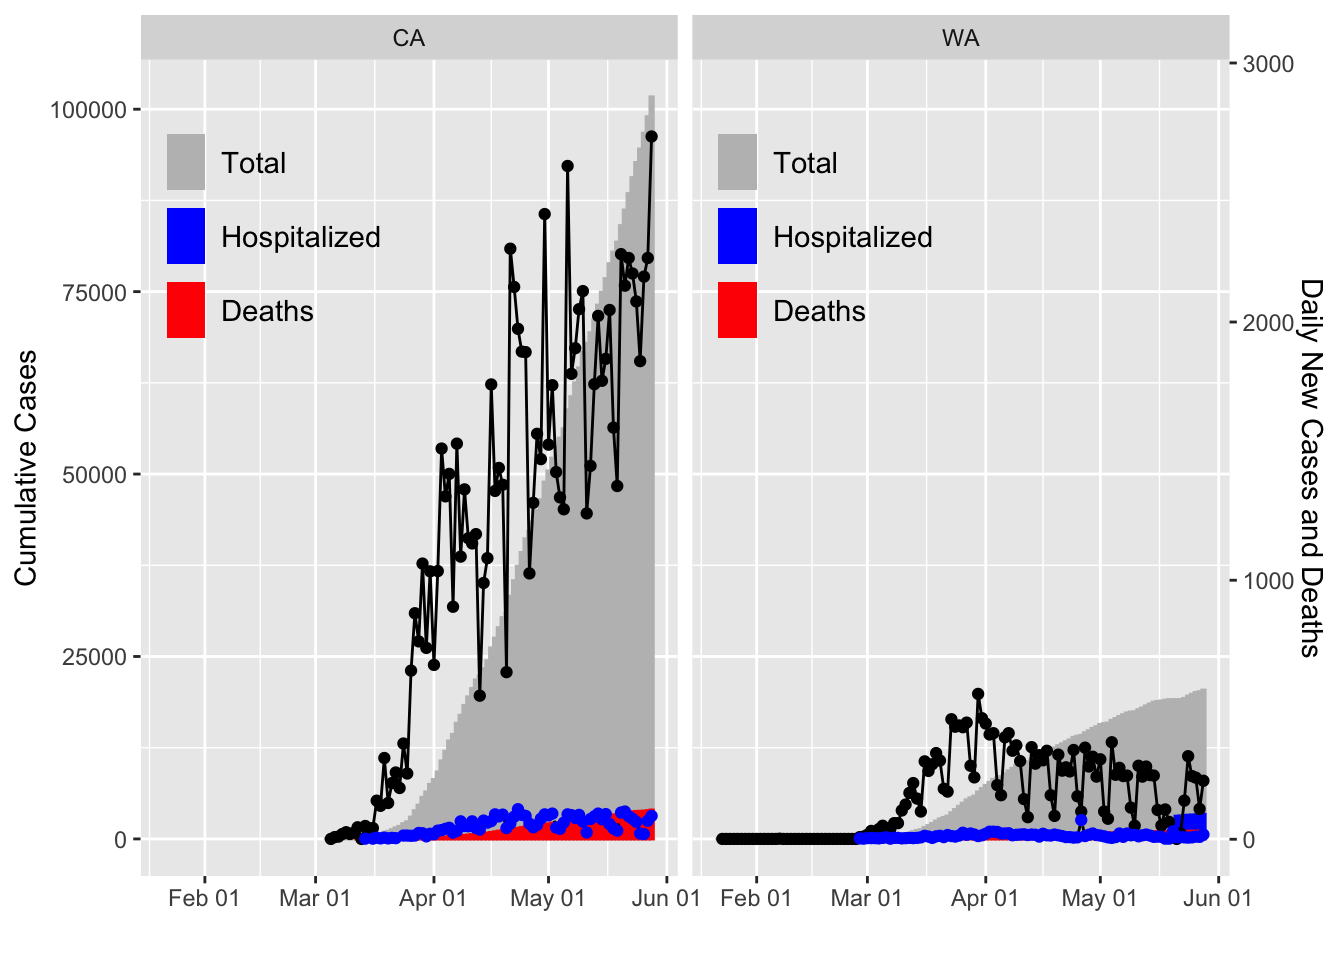 CA
WA
3000
100000
Total
Total
Hospitalized
Hospitalized
75000
Deaths
Deaths
2000
Cumulative Cases
Daily New Cases and Deaths
50000
1000
25000
0
0
Feb 01
Mar 01
Apr 01
May 01
Jun 01
Feb 01
Mar 01
Apr 01
May 01
Jun 01